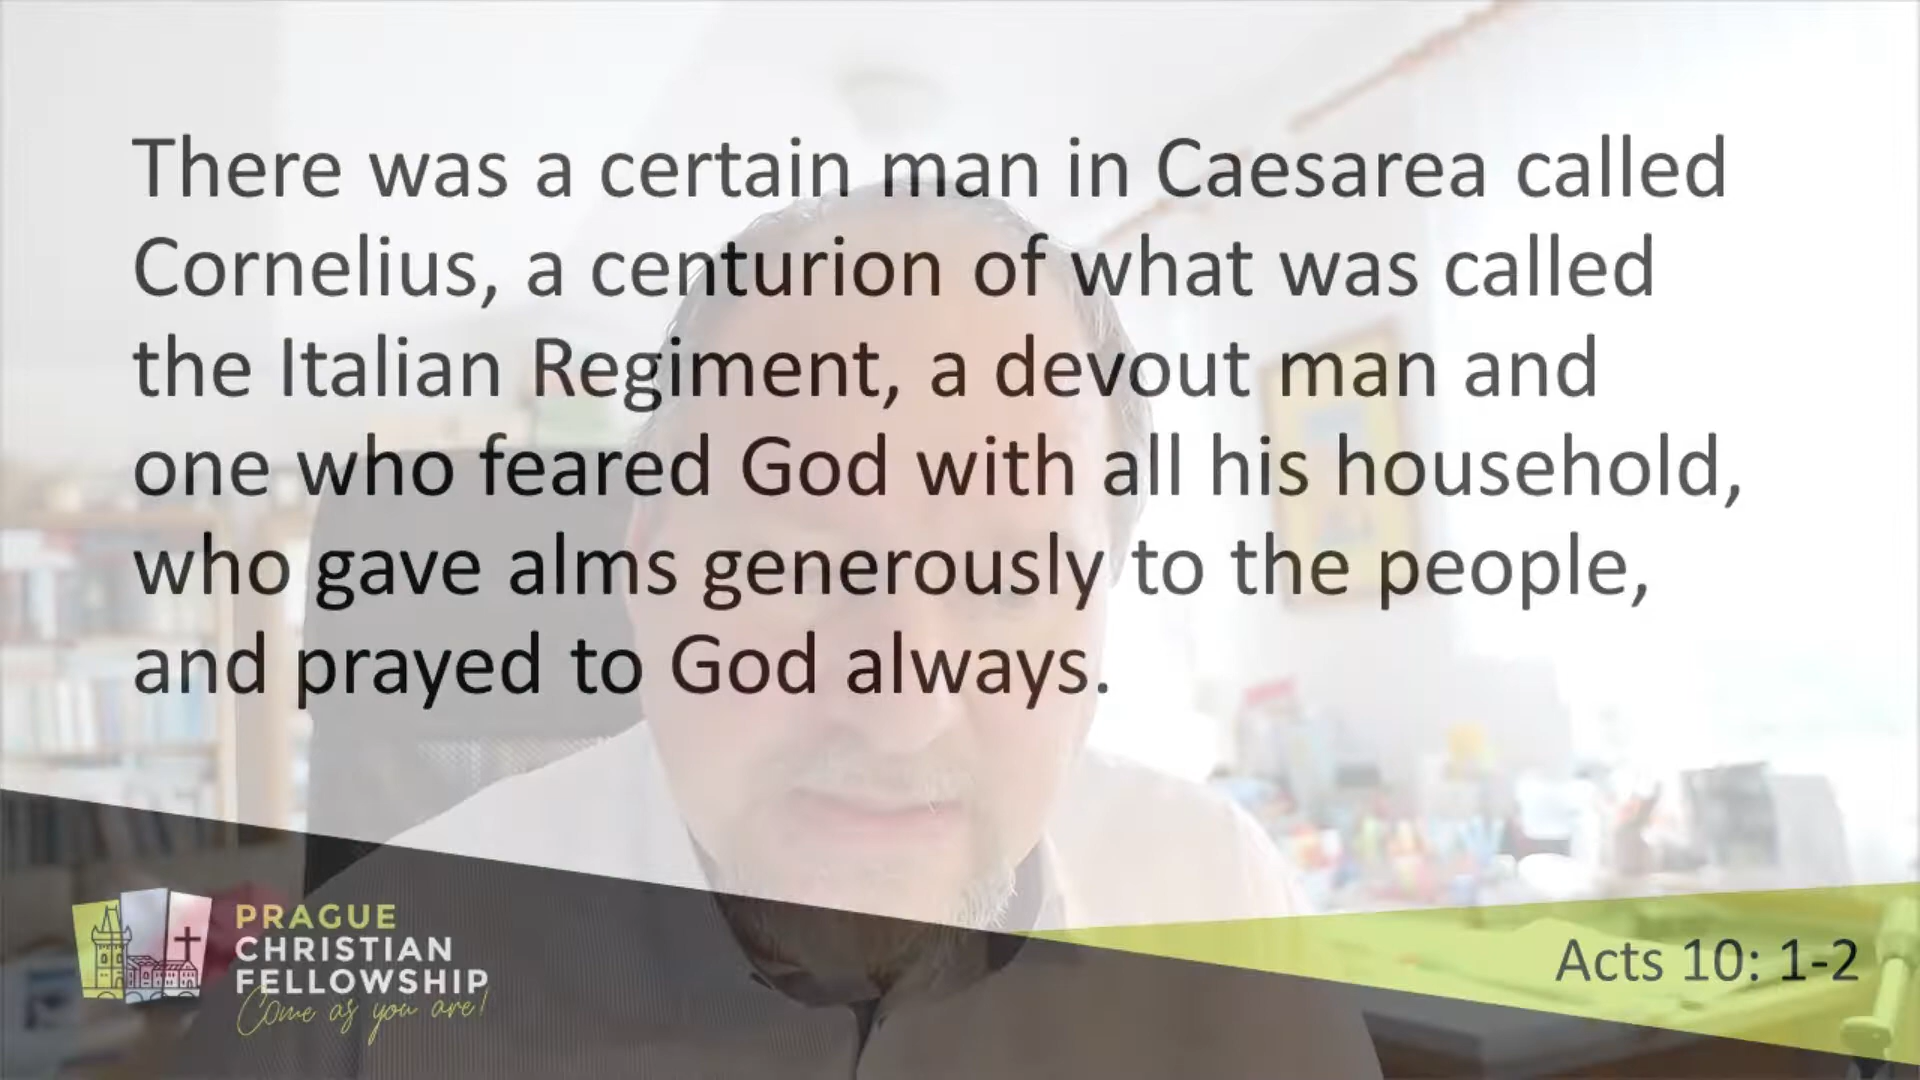 There was a certain man in Caesarea called
Cornelius, a centurion of what was called
the Italian Regiment, a devout man and
one who feared God with all his household,
who gave alms generously to the people,
and prayed to God always.
PRAGUE
CHRISTIAN
FELLOWSHIP
Come as you are!
Acts 10: 1-2